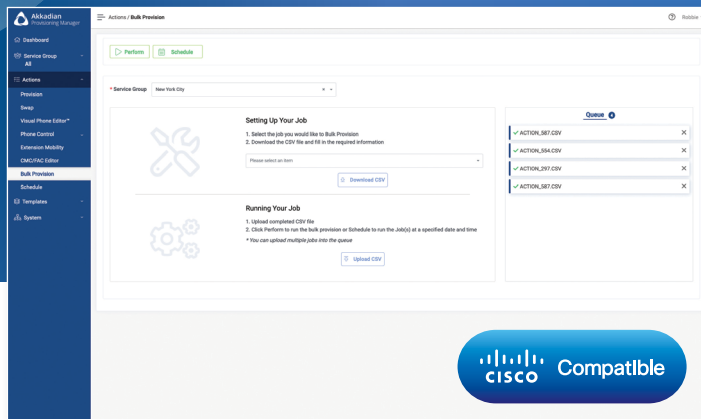 Akkadian
Provisioning Manager
Actions / Bulk Provision
Robbie
Dashboard
Service Group
All
Actions
Provision
Swap
Visual Phone Editor™
Phone Control
Extension Mobility
CMC/FAC Editor
Bulk Provision
Schedule
Templates
System
Perform
Schedule
* Service Group New York City
Setting Up Your Job
1. Select the job you would like to Bulk Provision
2. Download the CSV file and fill in the required information
Please select an item
Download CSV
Running Your Job
1. Upload completed CSV file
2. Click Perform to run the bulk provision or Schedule to run the Job(s) at a specified date and time
* You can upload multiple jobs into the queue
Upload CSV
Queue 4
ACTION_587.CSV
ACTION_554.CSV
ACTION_297.CSV
ACTION_587.CSV
CISCO Compatible